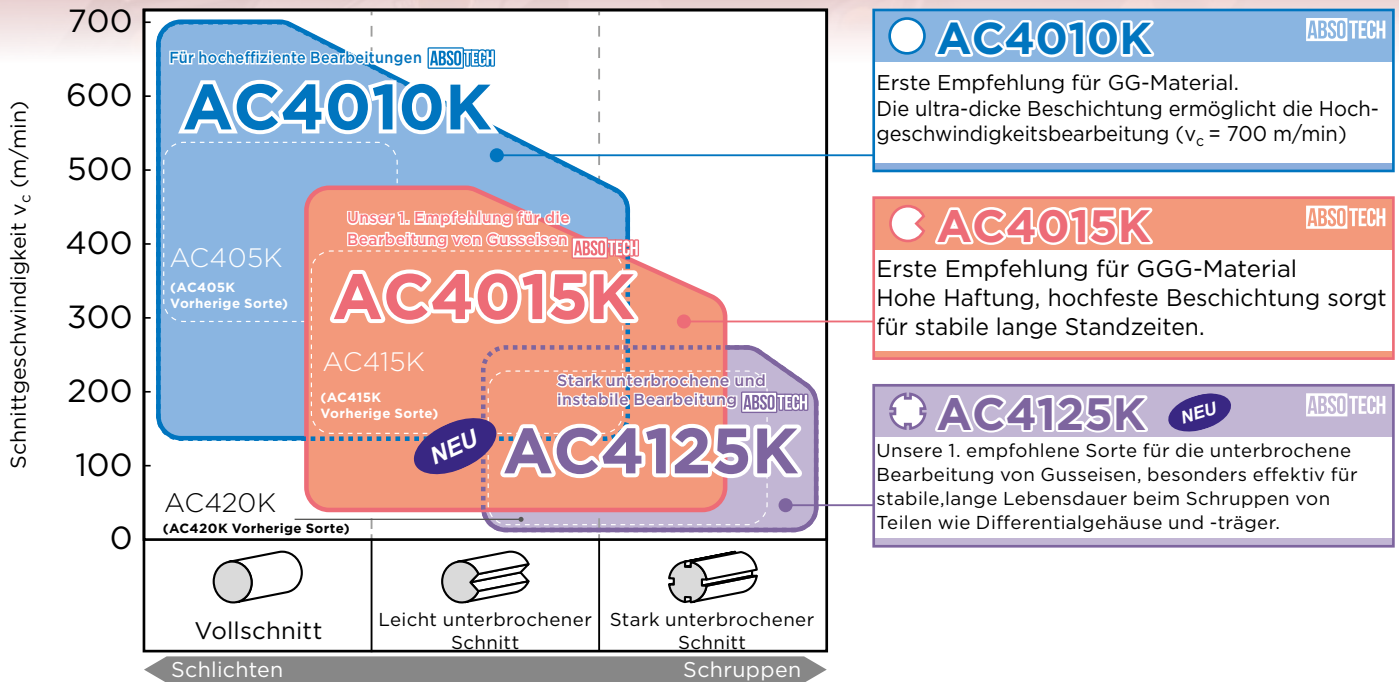 Schnittgeschwindigkeit v_c (m/min)
700
600
500
400
300
200
100
0
Für hocheffiziente Bearbeitungen ABSOTECH
AC4010K
AC405K
(AC405K
Vorherige Sorte)
Unser 1. Empfehlung für die
Bearbeitung von Gusseisen ABSOTECH
AC4015K
AC415K
(AC415K
Vorherige Sorte)
Stark unterbrochene und
instabile Bearbeitung ABSOTECH
NEU
AC4125K
AC420K
(AC420K Vorherige Sorte)
Vollschnitt
Leicht unterbrochener
Schnitt
Stark unterbrochener
Schnitt
Schlichten
Schruppen
AC4010K ABSOTECH
Erste Empfehlung für GG-Material.
Die ultra-dicke Beschichtung ermöglicht die Hoch-
geschwindigkeitsbearbeitung (v_c = 700 m/min)
AC4015K ABSOTECH
Erste Empfehlung für GGG-Material
Hohe Haftung, hochfeste Beschichtung sorgt
für stabile lange Standzeiten.
AC4125K NEU ABSOTECH
Unsere 1. empfohlene Sorte für die unterbrochene
Bearbeitung von Gusseisen, besonders effektiv für
stabile,lange Lebensdauer beim Schruppen von
Teilen wie Differentialgehäuse und -träger.